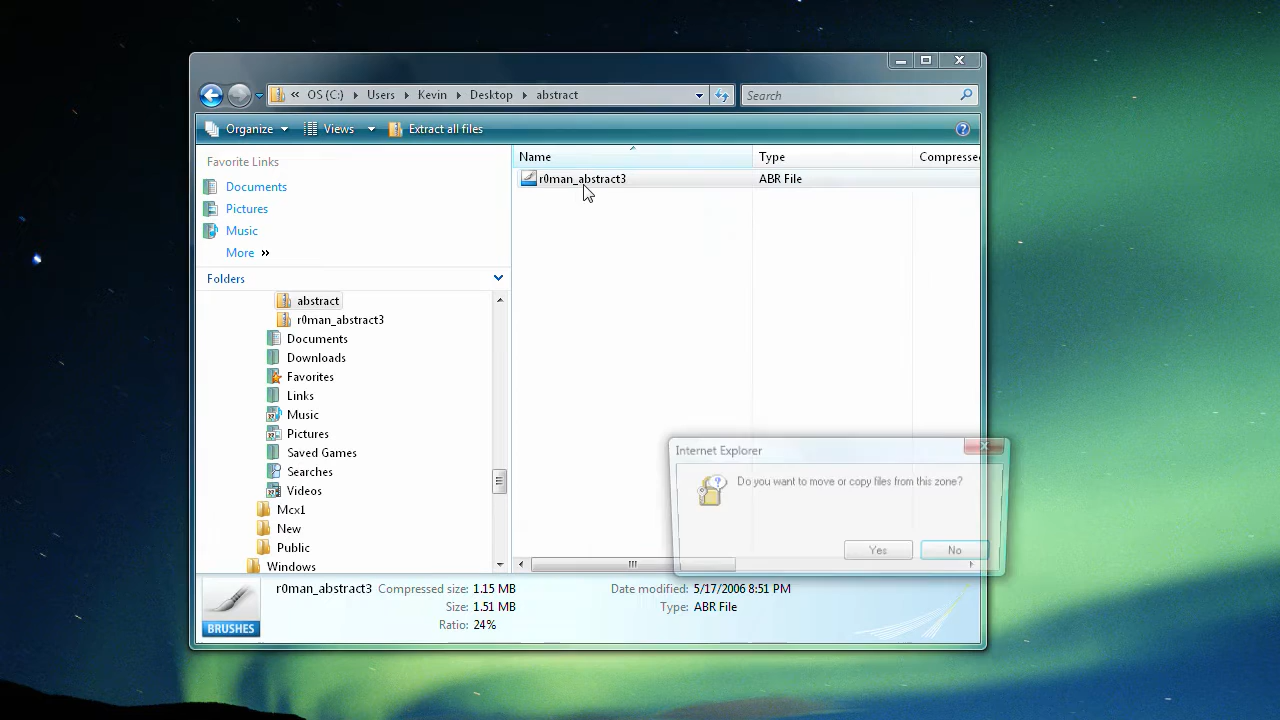 « OS (C:) Users Kevin Desktop abstract Search
Organize Views Extract all files
Favorite Links
Documents
Pictures
Music
More »
Folders
abstract
r0man_abstract3
Documents
Downloads
Favorites
Links
Music
Pictures
Saved Games
Searches
Videos
Mcx1
New
Public
Windows
Name Type Compressed
r0man_abstract3 ABR File
Internet Explorer
Do you want to move or copy files from this zone?
Yes No
BRUSHES
r0man_abstract3 Compressed size: 1.15 MB Date modified: 5/17/2006 8:51 PM
Size: 1.51 MB Type: ABR File
Ratio: 24%